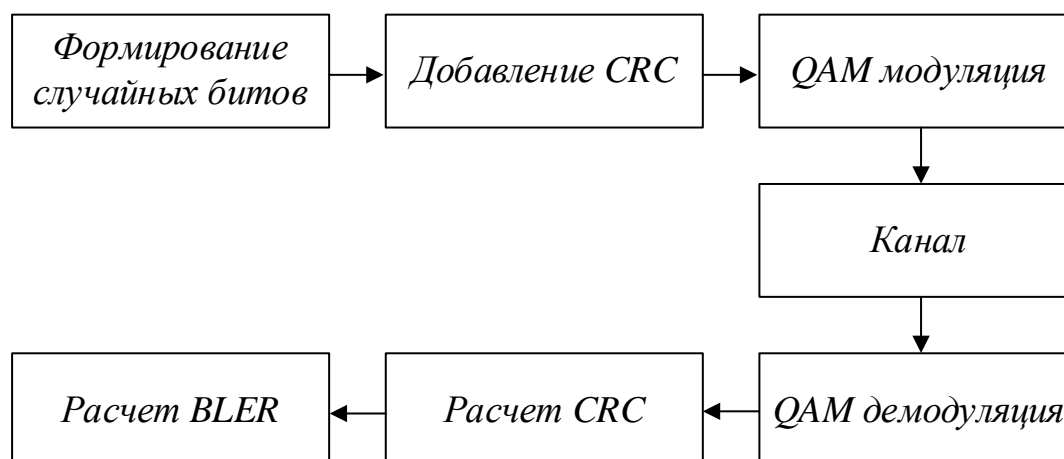 Формирование
случайных битов
Добавление CRC
QAM модуляция
Канал
QAM демодуляция
Расчет CRC
Расчет BLER